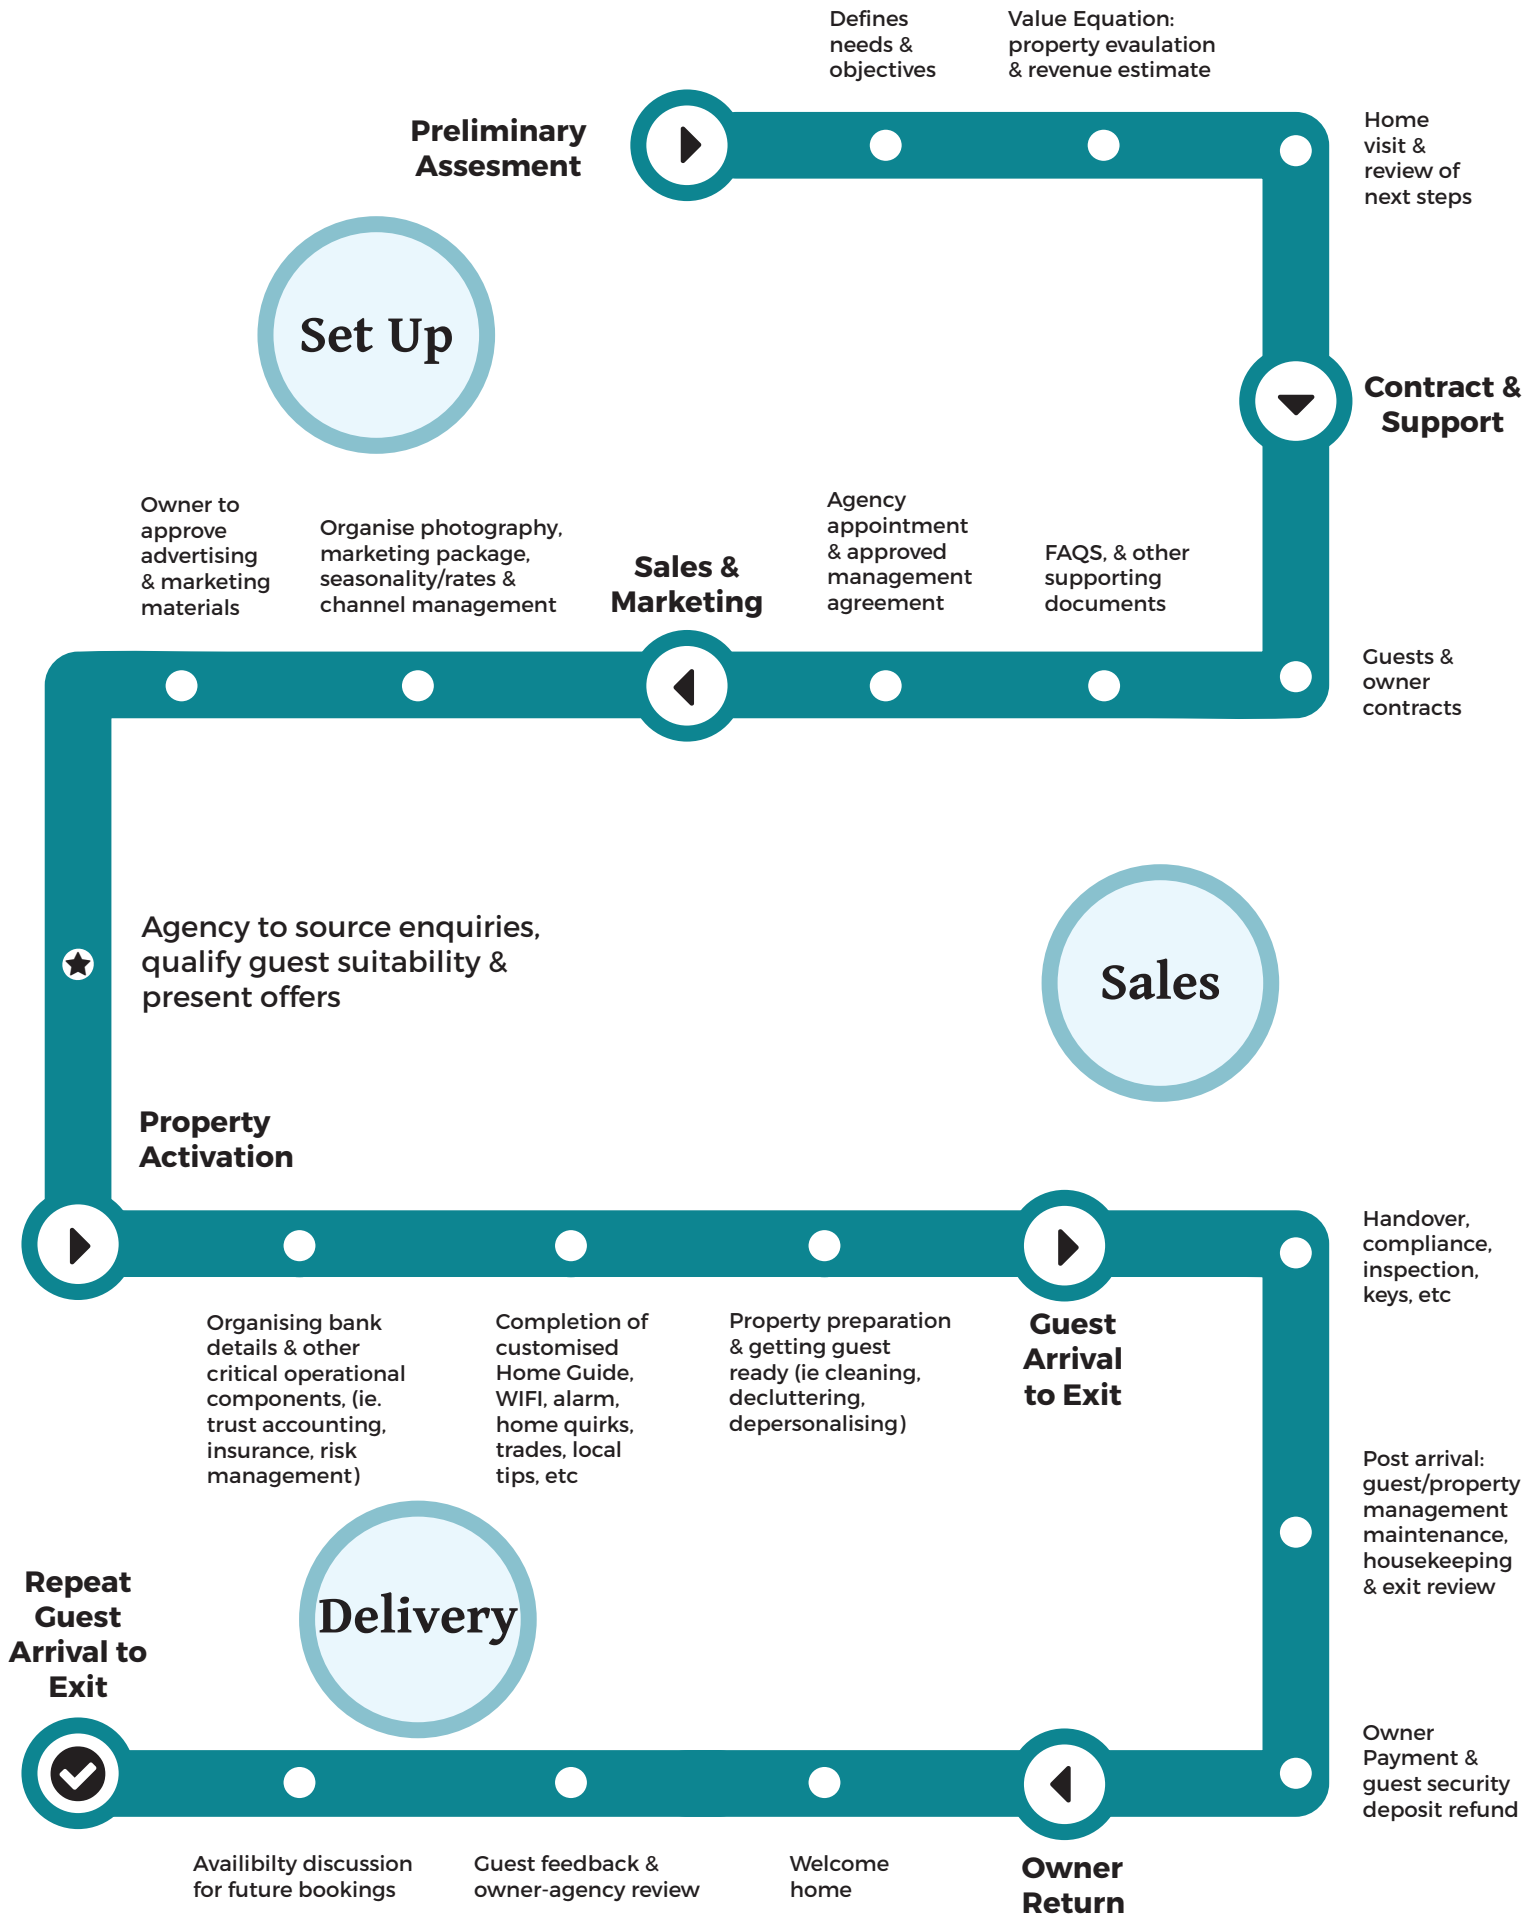 Defines
needs &
objectives
Value Equation:
property evaulation
& revenue estimate
Preliminary
Assesment
Home
visit &
review of
next steps
Set Up
Contract &
Support
Owner to
approve
advertising
& marketing
materials
Organise photography,
marketing package,
seasonality/rates &
channel management
Sales &
Marketing
Agency
appointment
& approved
management
agreement
FAQS, & other
supporting
documents
Guests &
owner
contracts
Agency to source enquiries,
qualify guest suitability &
present offers
Sales
Property
Activation
Handover,
compliance,
inspection,
keys, etc
Organising bank
details & other
critical operational
components, (ie.
trust accounting,
insurance, risk
management)
Completion of
customised
Home Guide,
WIFI, alarm,
home quirks,
trades, local
tips, etc
Property preparation
& getting guest
ready (ie cleaning,
decluttering,
depersonalising)
Guest
Arrival
to Exit
Post arrival:
guest/property
management
maintenance,
housekeeping
& exit review
Delivery
Repeat
Guest
Arrival to
Exit
Owner
Payment &
guest security
deposit refund
Availibilty discussion
for future bookings
Guest feedback &
owner-agency review
Welcome
home
Owner
Return